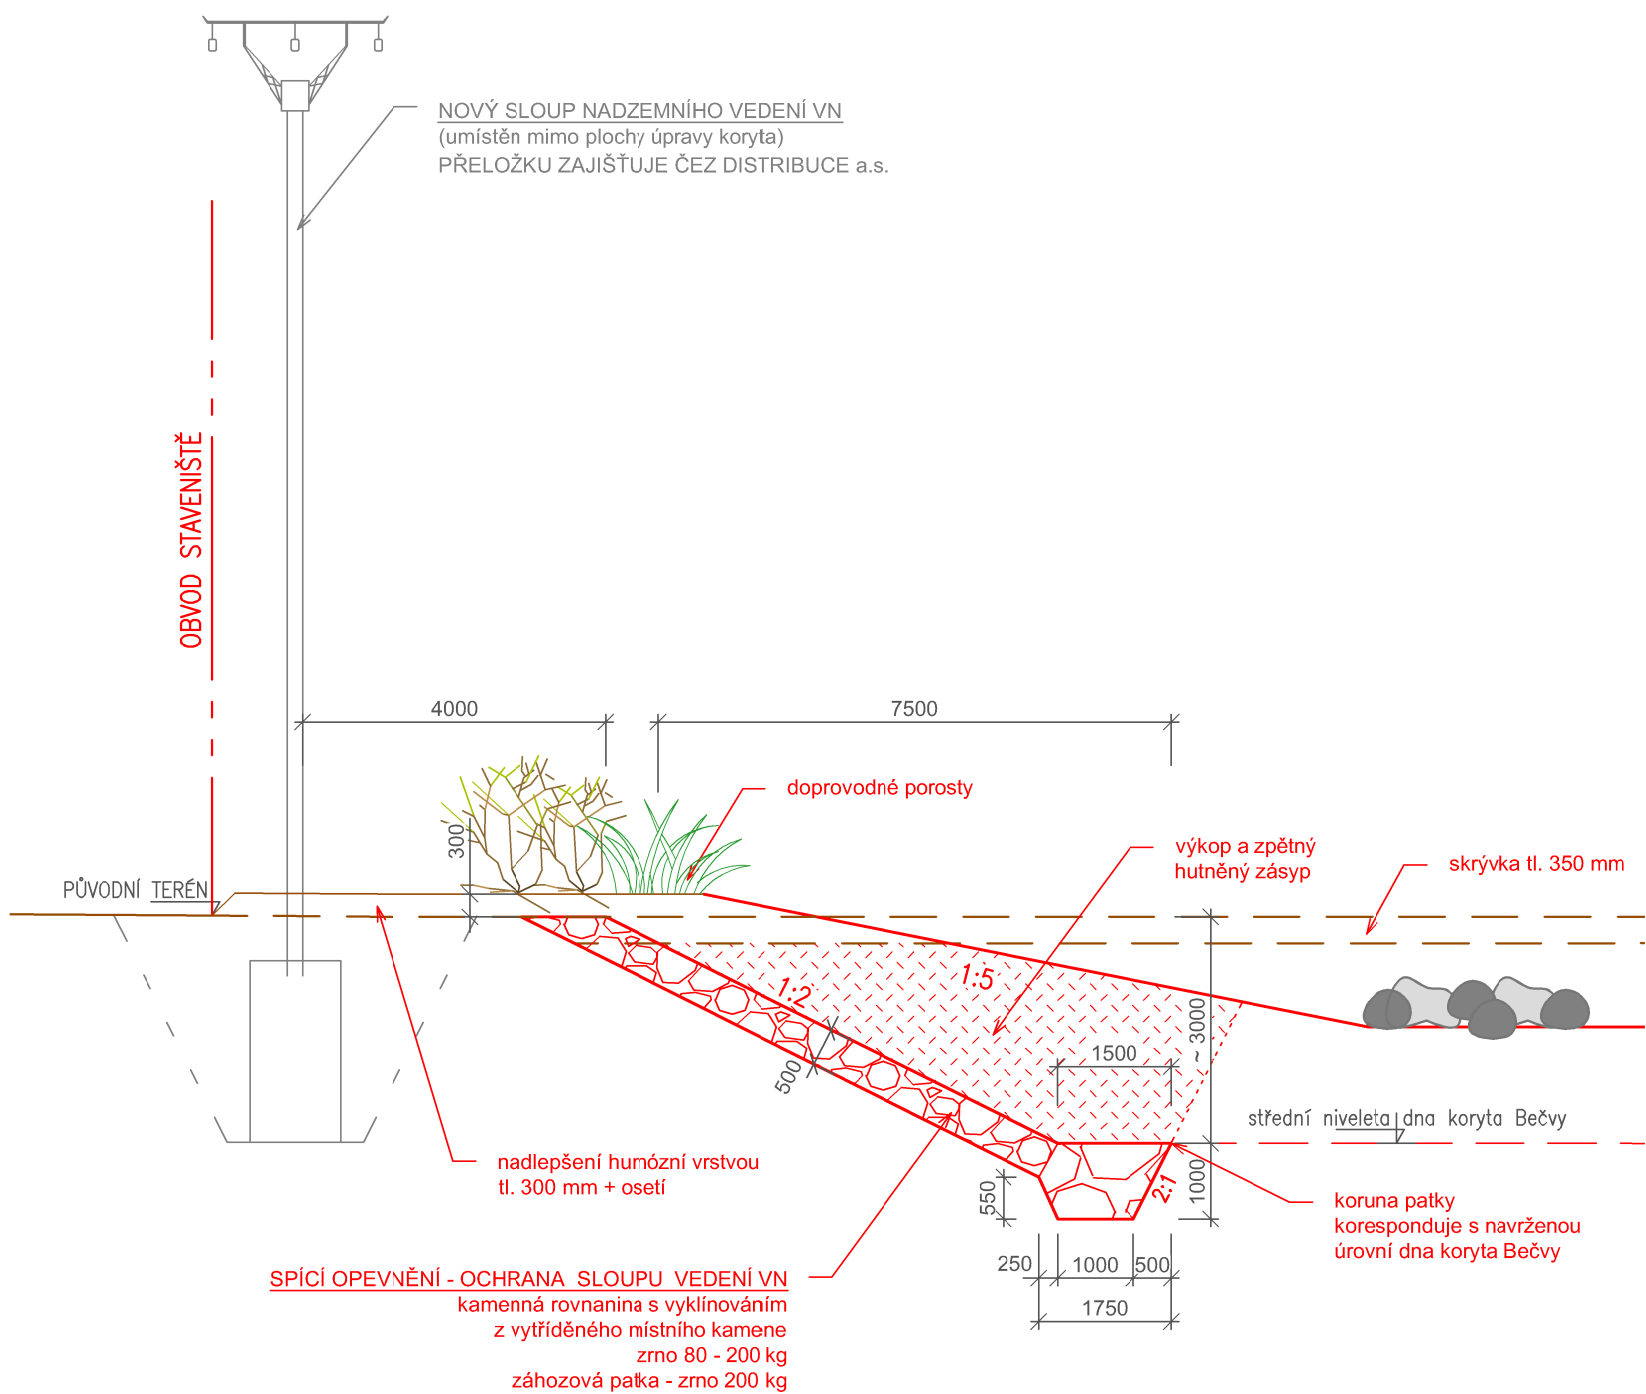 NOVÝ SLOUP NADZEMNÍHO VEDENÍ VN
(umístěn mimo plochy úpravy koryta)
PŘELOŽKU ZAJIŠŤUJE ČEZ DISTRIBUCE a.s.
OBVOD STAVENIŠTĚ
4000
7500
doprovodné porosty
300
výkop a zpětný
hutněný zásyp
skrývka tl. 350 mm
PŮVODNÍ TERÉN
1:2
1:5
500
1500
~ 3000
střední niveleta dna koryta Bečvy
nadlepšení humózní vrstvou
tl. 300 mm + osetí
550
2:1
1000
koruna patky
koresponduje s navrženou
úrovní dna koryta Bečvy
250
1000
500
1750
SPÍCÍ OPEVNĚNÍ - OCHRANA SLOUPU VEDENÍ VN
kamenná rovnanina s vyklínováním
z vytříděného místního kamene
zrno 80 - 200 kg
záhozová patka - zrno 200 kg